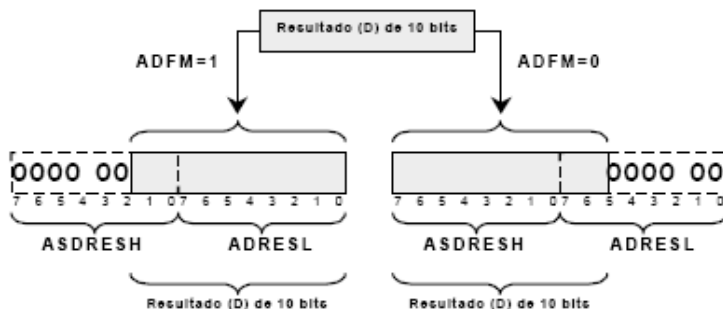 Resultado (D) de 10 bits
ADFM=1
ADFM=0
0000 00
0000 00
7 6 5 4 3 2 1 0 7 6 5 4 3 2 1 0
7 6 5 4 3 2 1 0 7 6 5 4 3 2 1 0
ASDRESH
ADRESL
ASDRESH
ADRESL
Resultado (D) de 10 bits
Resultado (D) de 10 bits